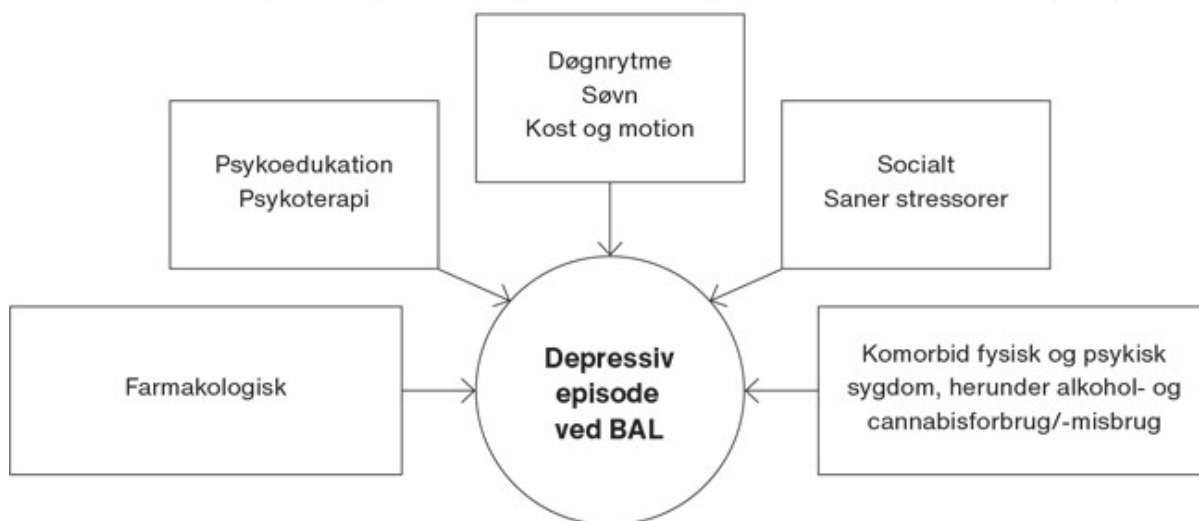 Døgnrytme
Søvn
Kost og motion
Psykoedukation
Psykoterapi
Socialt
Saner stressorer
Farmakologisk
Depressiv
episode
ved BAL
Komorbid fysisk og psykisk
sygdom, herunder alkohol- og
cannabisforbrug/-misbrug